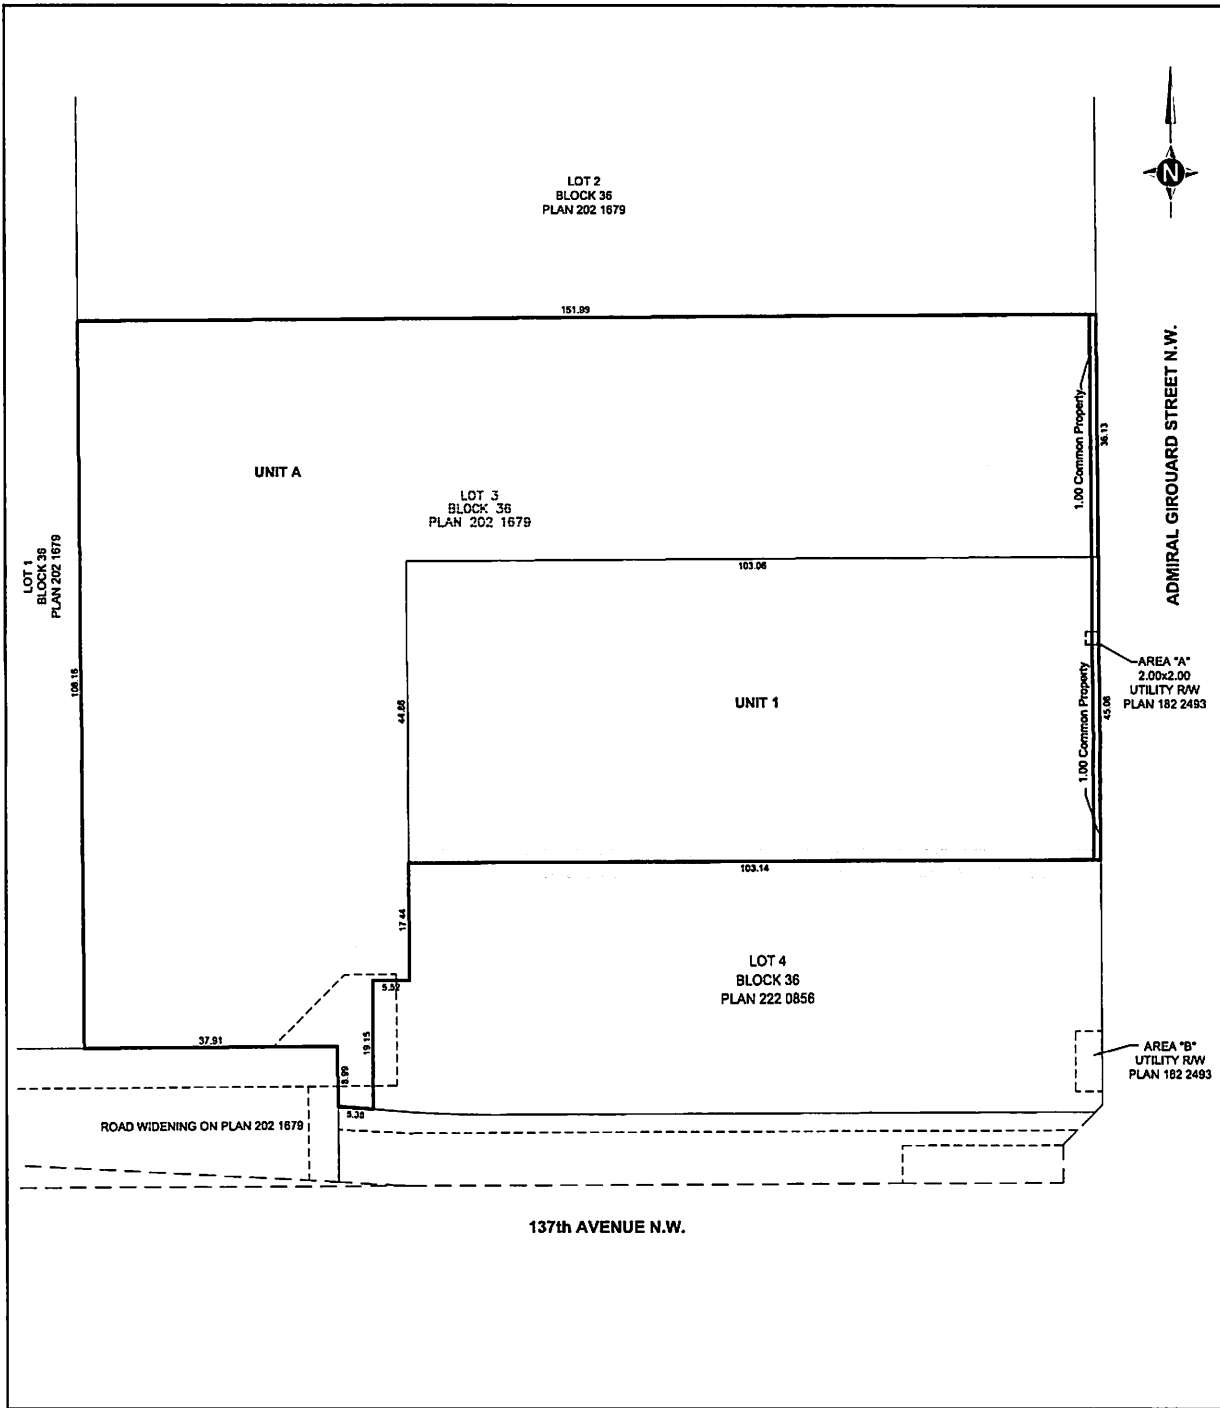 LOT 2
BLOCK 36
PLAN 202 1679
N
151.99
ADMIRAL GIROUARD STREET N.W.
1.00 Common Property
36.13
UNIT A
LOT 3
BLOCK 36
PLAN 202 1679
LOT 1
BLOCK 36
PLAN 202 1679
103.06
108.16
44.86
UNIT 1
1.00 Common Property
45.06
AREA "A"
2.00x2.00
UTILITY R/W
PLAN 182 2493
103.14
17.44
LOT 4
BLOCK 36
PLAN 222 0856
5.52
19.15
37.91
8.99
5.35
AREA "B"
UTILITY R/W
PLAN 182 2493
ROAD WIDENING ON PLAN 202 1679
137th AVENUE N.W.